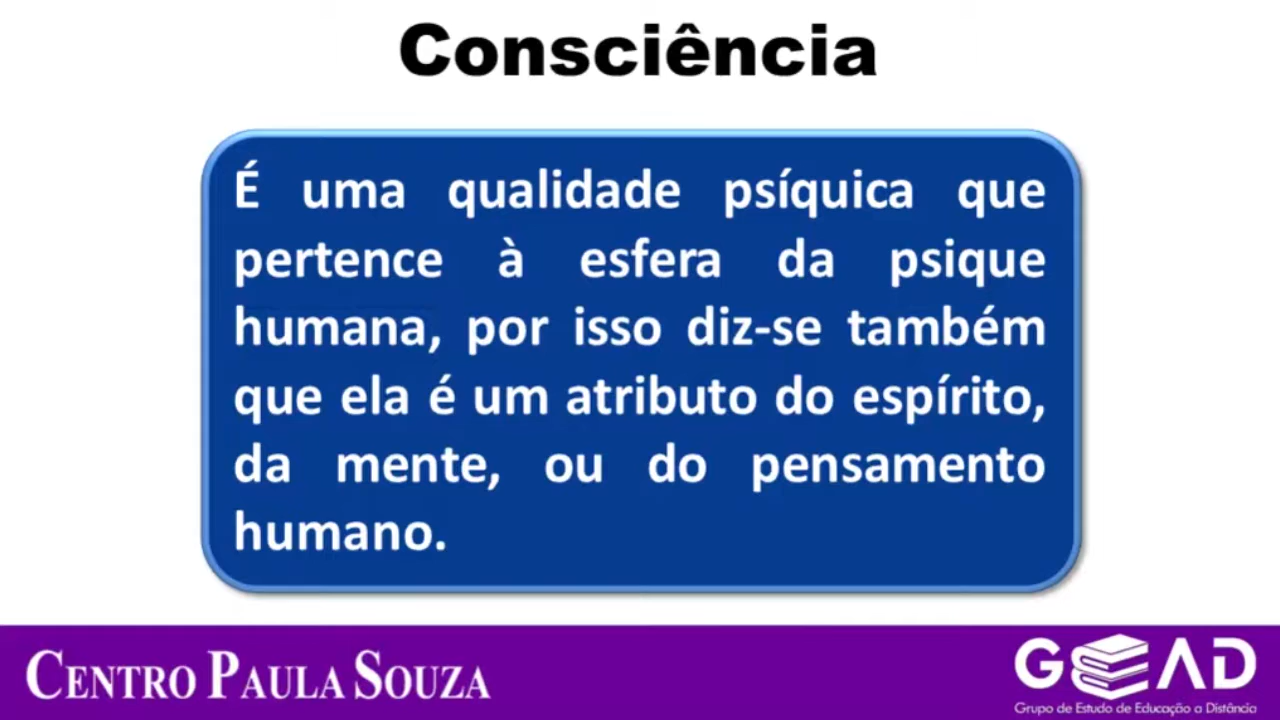 Consciência
É uma qualidade psíquica que
pertence à esfera da psique
humana, por isso diz-se também
que ela é um atributo do espírito,
da mente, ou do pensamento
humano.
CENTRO PAULA SOUZA
GEAD
Grupo de Estudo de Educação a Distância